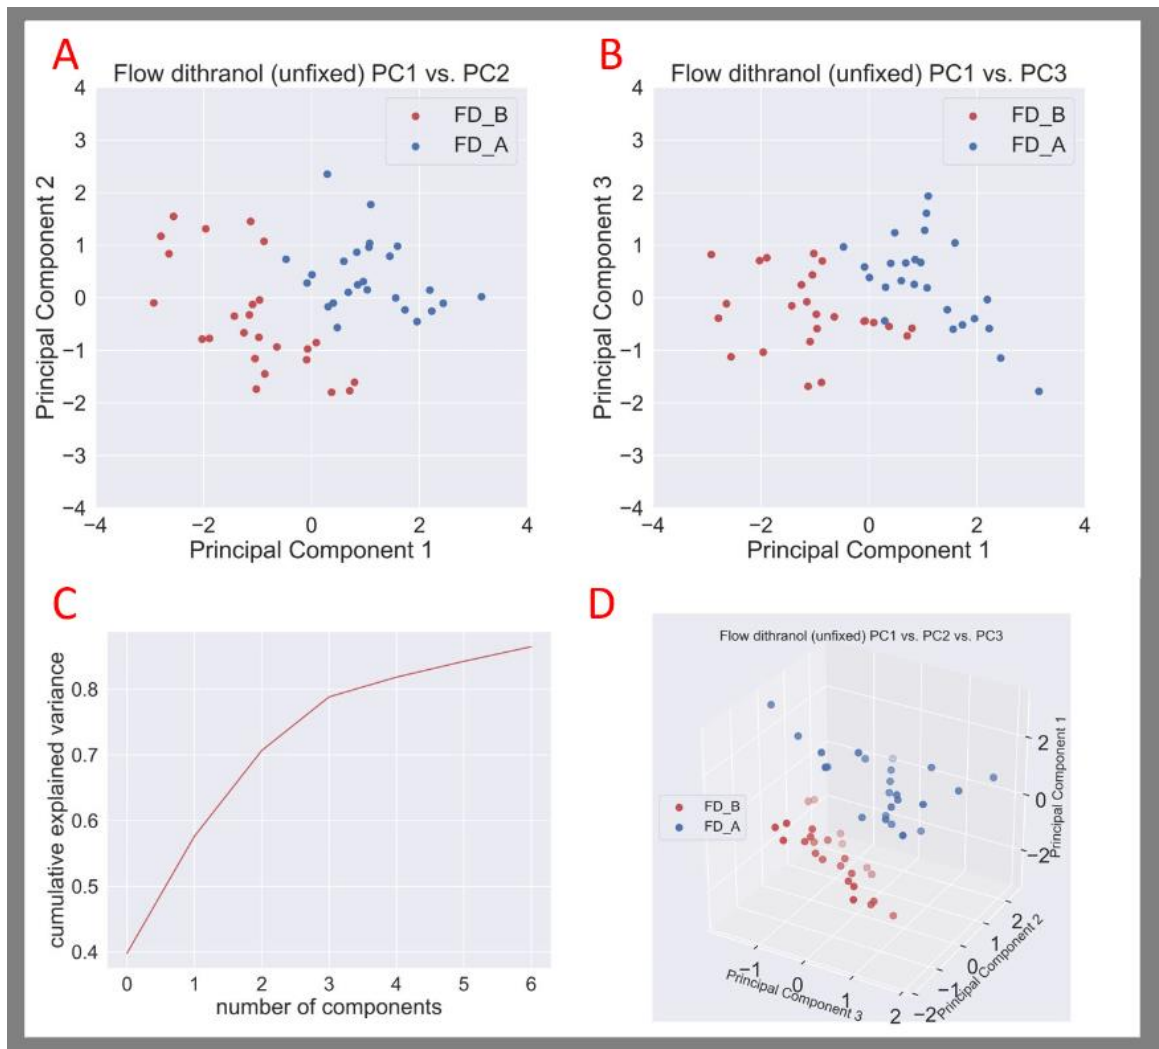 A
Flow dithranol (unfixed) PC1 vs. PC2
4
3
2
1
0
−1
−2
−3
−4
Principal Component 2
FD_B
FD_A
−4
−2
0
2
4
Principal Component 1
B
Flow dithranol (unfixed) PC1 vs. PC3
4
3
2
1
0
−1
−2
−3
−4
Principal Component 3
FD_B
FD_A
−4
−2
0
2
4
Principal Component 1
C
0.8
0.7
0.6
0.5
0.4
cumulative explained variance
0
1
2
3
4
5
6
number of components
D
Flow dithranol (unfixed) PC1 vs. PC2 vs. PC3
FD_B
FD_A
2
0
−2
Principal Component 1
2
1
0
−1
−2
Principal Component 2
−1
0
1
2
Principal Component 3